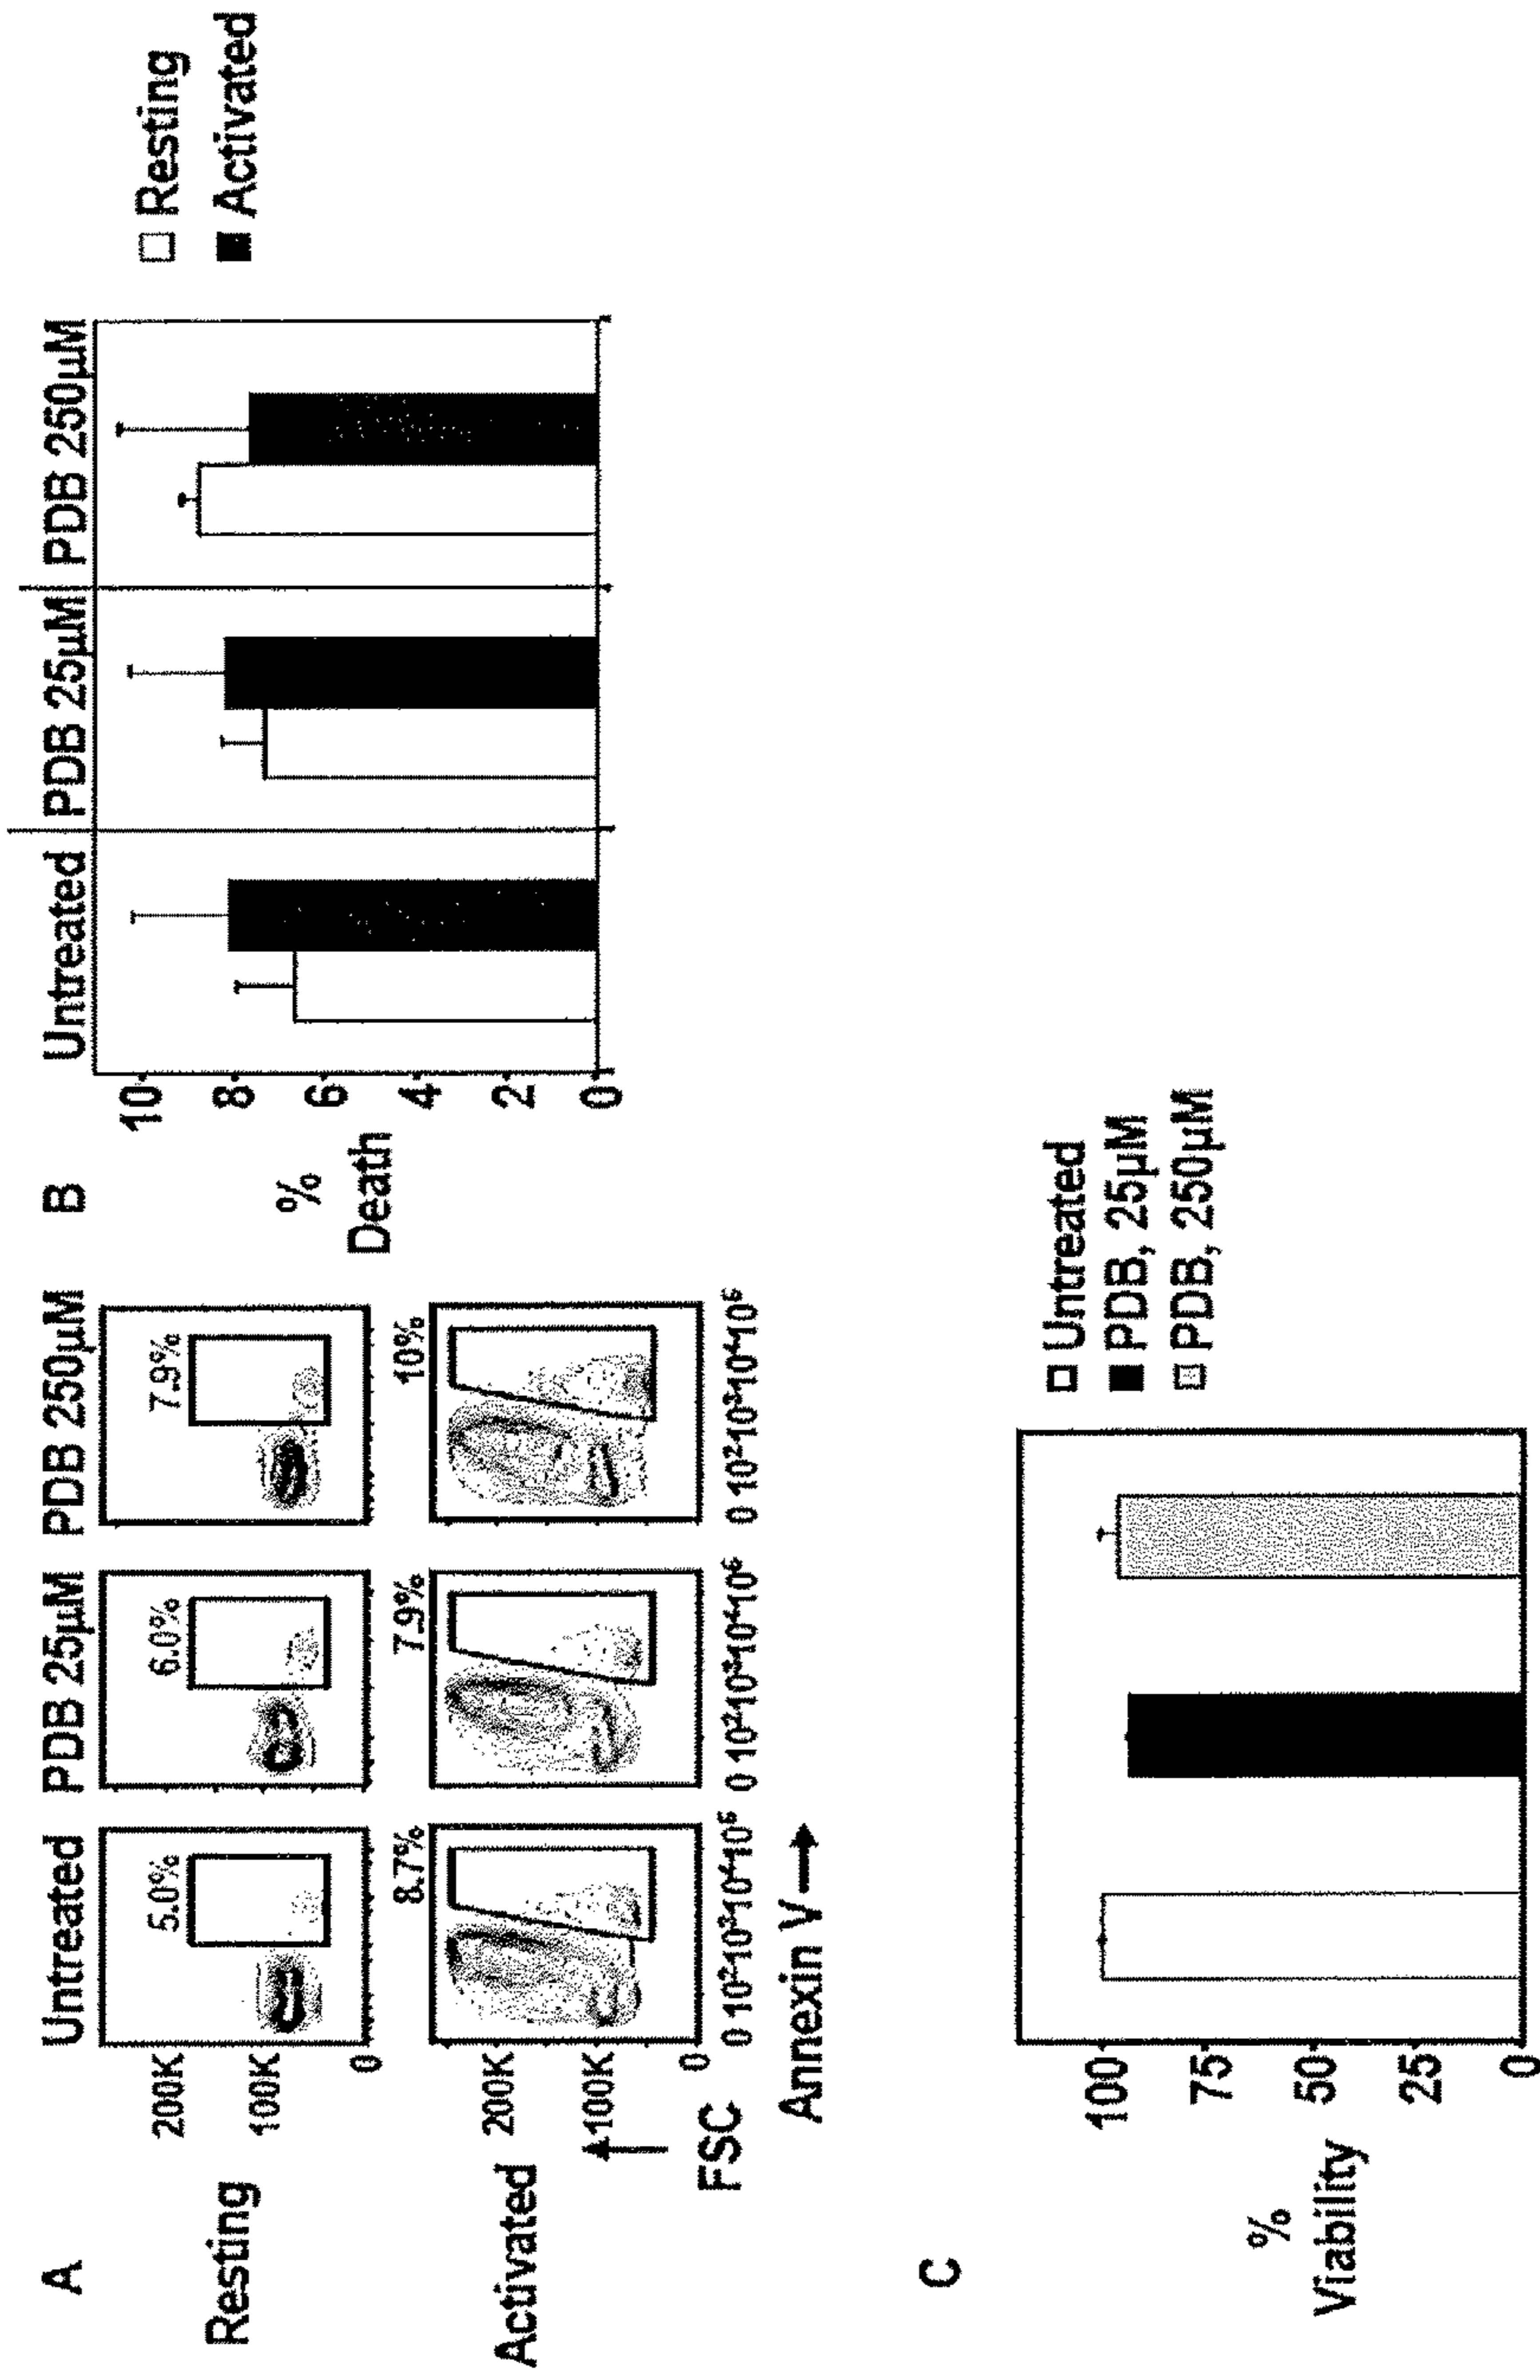 A
Untreated PDB 25µM PDB 250µM
Resting
200K
100K
0
5.0%
6.0%
7.9%
Activated
200K
100K
0
8.7%
7.9%
10%
FSC
0 10² 10³ 10⁴ 10⁵
0 10² 10³ 10⁴ 10⁵
0 10² 10³ 10⁴ 10⁵
Annexin V
B
Untreated PDB 25µM PDB 250µM
%
Death
10
8
6
4
2
0
Resting
Activated
C
%
Viability
100
75
50
25
0
Untreated
PDB, 25µM
PDB, 250µM